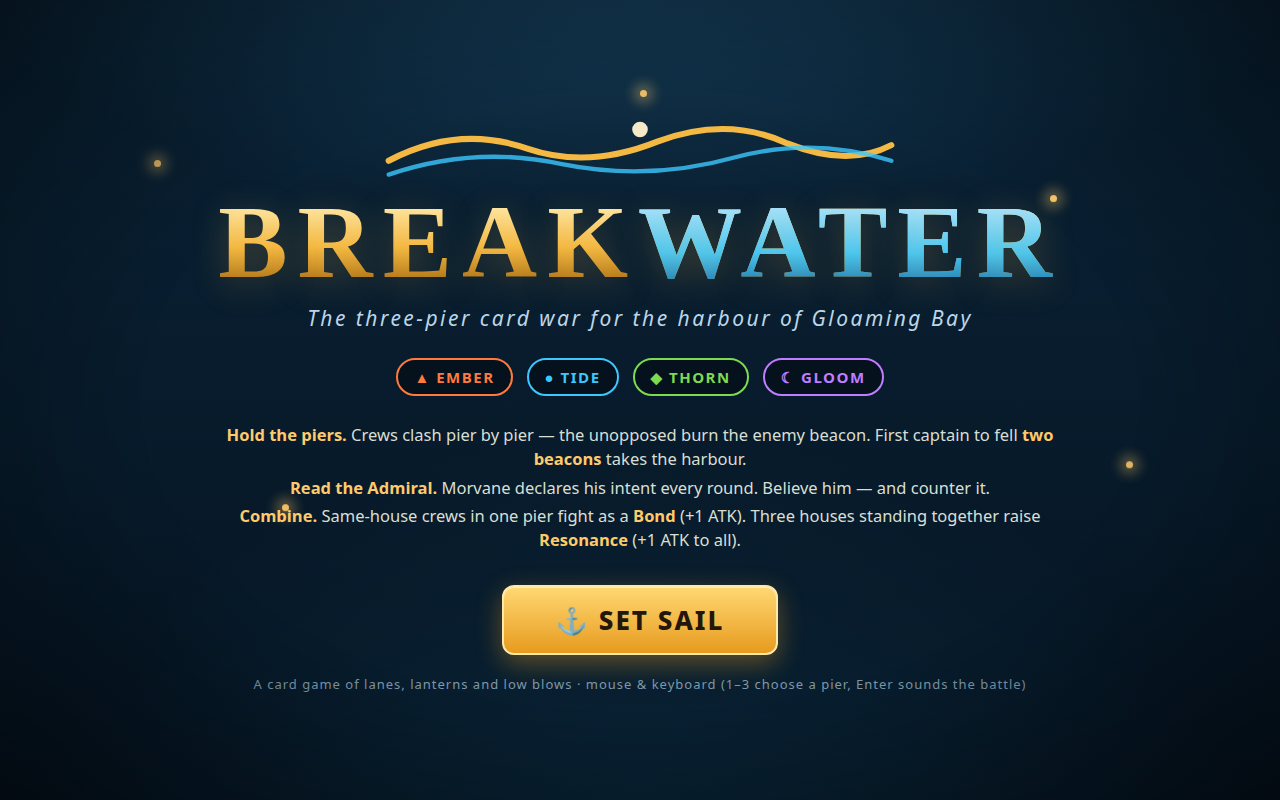 BREAKWATER
The three-pier card war for the harbour of Gloaming Bay
▲ EMBER ● TIDE ◆ THORN ☾ GLOOM
Hold the piers. Crews clash pier by pier — the unopposed burn the enemy beacon. First captain to fell two
beacons takes the harbour.
Read the Admiral. Morvane declares his intent every round. Believe him — and counter it.
Combine. Same-house crews in one pier fight as a Bond (+1 ATK). Three houses standing together raise
Resonance (+1 ATK to all).
⚓ SET SAIL
A card game of lanes, lanterns and low blows · mouse & keyboard (1–3 choose a pier, Enter sounds the battle)